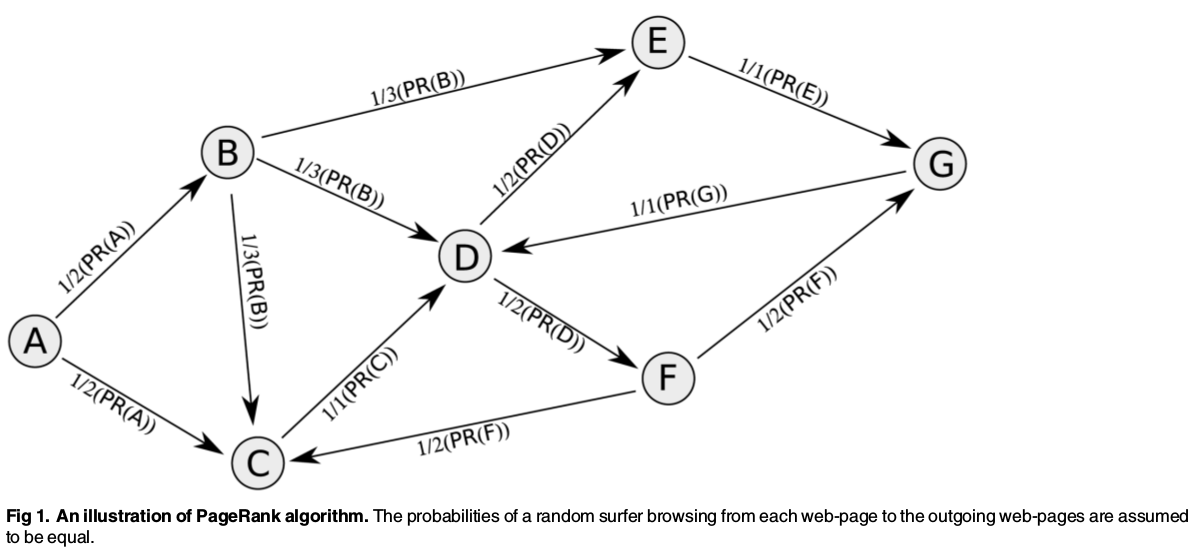 E
1/3(PR(B))
1/1(PR(E))
B
1/2(PR(D))
G
1/3(PR(B))
1/1(PR(G))
1/2(PR(A))
1/3(PR(B))
D
1/2(PR(D))
1/2(PR(F))
A
1/2(PR(A))
1/1(PR(C))
F
1/2(PR(F))
C
Fig 1. An illustration of PageRank algorithm. The probabilities of a random surfer browsing from each web-page to the outgoing web-pages are assumed
to be equal.